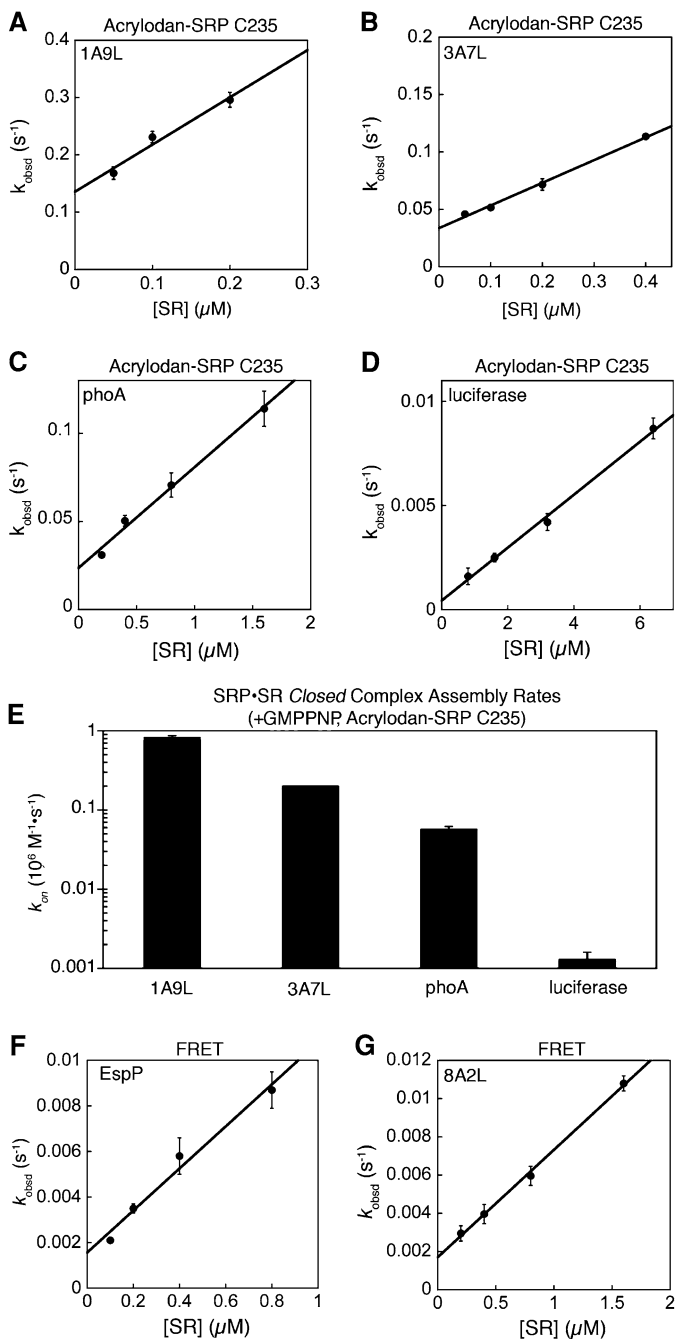 A
Acrylodan-SRP C235
1A9L
0.4
0.3
0.2
0.1
0
k_obsd (s⁻¹)
0
0.1
0.2
0.3
[SR] (µM)
B
Acrylodan-SRP C235
3A7L
0.2
0.15
0.1
0.05
0
k_obsd (s⁻¹)
0
0.1
0.2
0.3
0.4
[SR] (µM)
C
Acrylodan-SRP C235
phoA
0.1
0.05
0
k_obsd (s⁻¹)
0
0.5
1
1.5
2
[SR] (µM)
D
Acrylodan-SRP C235
luciferase
0.01
0.005
0
k_obsd (s⁻¹)
0
2
4
6
[SR] (µM)
E
SRP•SR Closed Complex Assembly Rates
(+GMPPNP, Acrylodan-SRP C235)
1
0.1
0.01
0.001
k_on (10⁶ M⁻¹•s⁻¹)
1A9L
3A7L
phoA
luciferase
F
FRET
EspP
0.01
0.008
0.006
0.004
0.002
0
k_obsd (s⁻¹)
0
0.2
0.4
0.6
0.8
1
[SR] (µM)
G
FRET
8A2L
0.012
0.01
0.008
0.006
0.004
0.002
0
k_obsd (s⁻¹)
0
0.5
1
1.5
2
[SR] (µM)